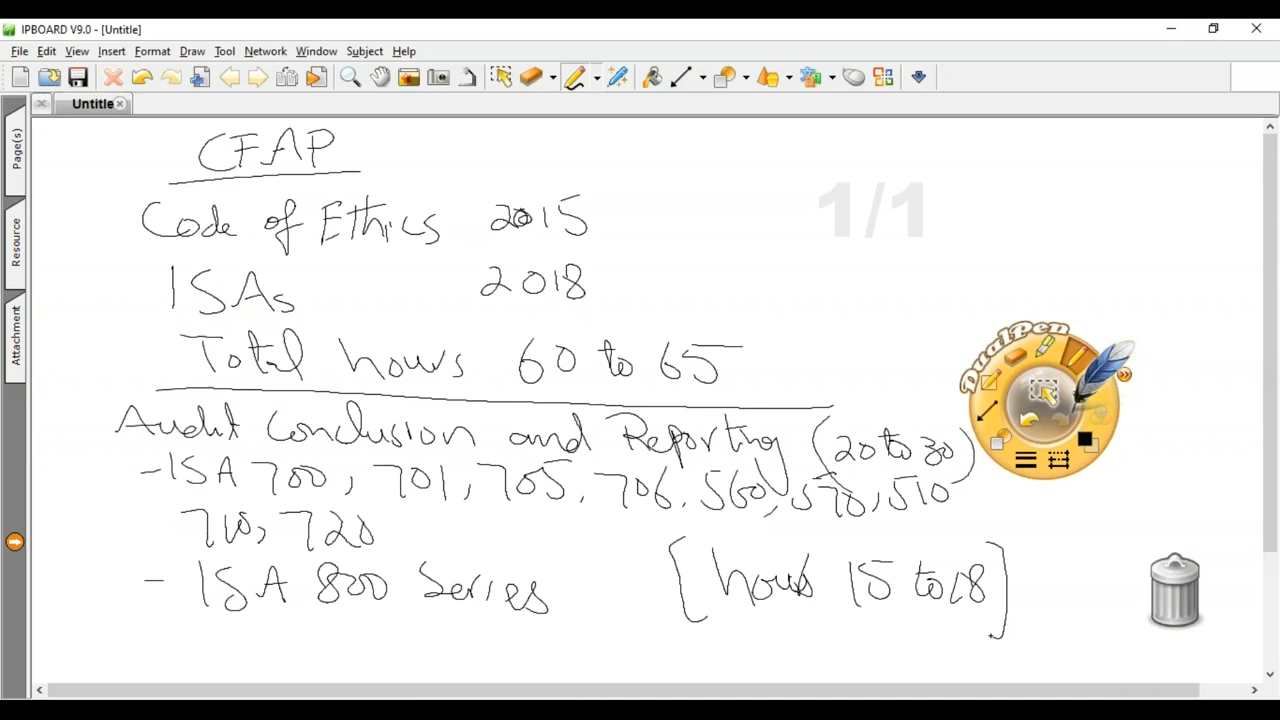 IPBOARD V9.0 - [Untitle]
File Edit View Insert Format Draw Tool Network Window Subject Help
Untitle
Page(s)
Resource
Attachment
1/1
CFAP
Code of Ethics 2015
ISAs 2018
Total hours 60 to 65
Audit Conclusion and Reporting (20 to 30)
- ISA 700, 701, 705, 706, 560, 570, 510
710, 720
- ISA 800 Series [hours 15 to 18]
DualPen